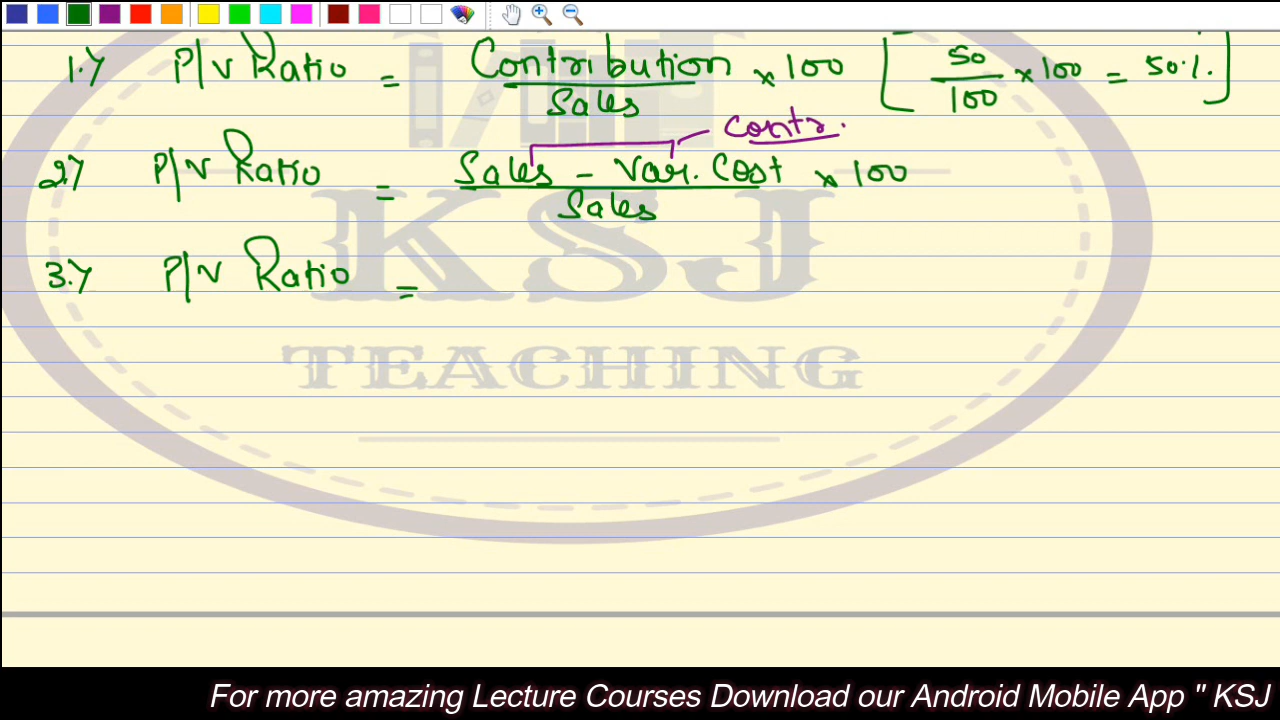 1.> P/V Ratio = Contribution / Sales × 100 [ 50 / 100 × 100 = 50%. ]
Contr.
2> P/V Ratio = Sales - Var. Cost / Sales × 100
3.> P/V Ratio =
KSJ
TEACHING
For more amazing Lecture Courses Download our Android Mobile App " KSJ